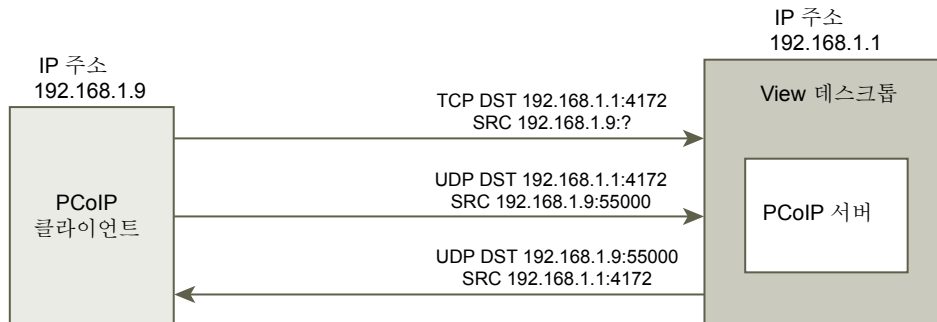 IP 주소
192.168.1.1
IP 주소
192.168.1.9
View 데스크톱
TCP DST 192.168.1.1:4172
SRC 192.168.1.9:?
UDP DST 192.168.1.1:4172
SRC 192.168.1.9:55000
PCoIP
클라이언트
PCoIP 서버
UDP DST 192.168.1.9:55000
SRC 192.168.1.1:4172